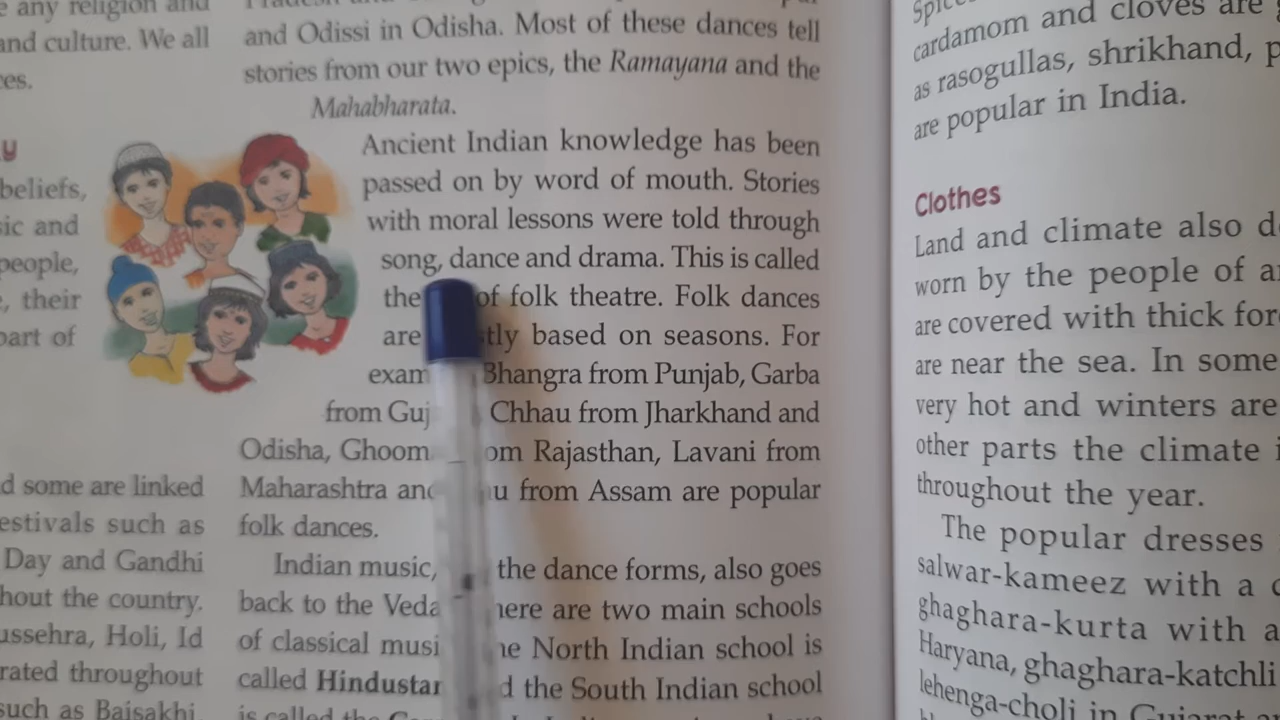 e any religion and
and culture. We all
ces.
y
beliefs,
sic and
people,
, their
part of
d some are linked
estivals such as
Day and Gandhi
hout the country.
ussehra, Holi, Id
rated throughout
such as Baisakhi,
and Odissi in Odisha. Most of these dances tell
stories from our two epics, the Ramayana and the
Mahabharata.
Ancient Indian knowledge has been
passed on by word of mouth. Stories
with moral lessons were told through
song, dance and drama. This is called
the of folk theatre. Folk dances
are tly based on seasons. For
exam Bhangra from Punjab, Garba
from Guj Chhau from Jharkhand and
Odisha, Ghoom om Rajasthan, Lavani from
Maharashtra and u from Assam are popular
folk dances.
Indian music, the dance forms, also goes
back to the Veda here are two main schools
of classical musi he North Indian school is
called Hindustan d the South Indian school
is called the
Spice
cardamom and cloves are
as rasogullas, shrikhand, p
are popular in India.
Clothes
Land and climate also d
worn by the people of a
are covered with thick for
are near the sea. In some
very hot and winters are
other parts the climate i
throughout the year.
The popular dresses
salwar-kameez with a
ghaghara-kurta with a
Haryana, ghaghara-katchli
lehenga-choli in Gujarat